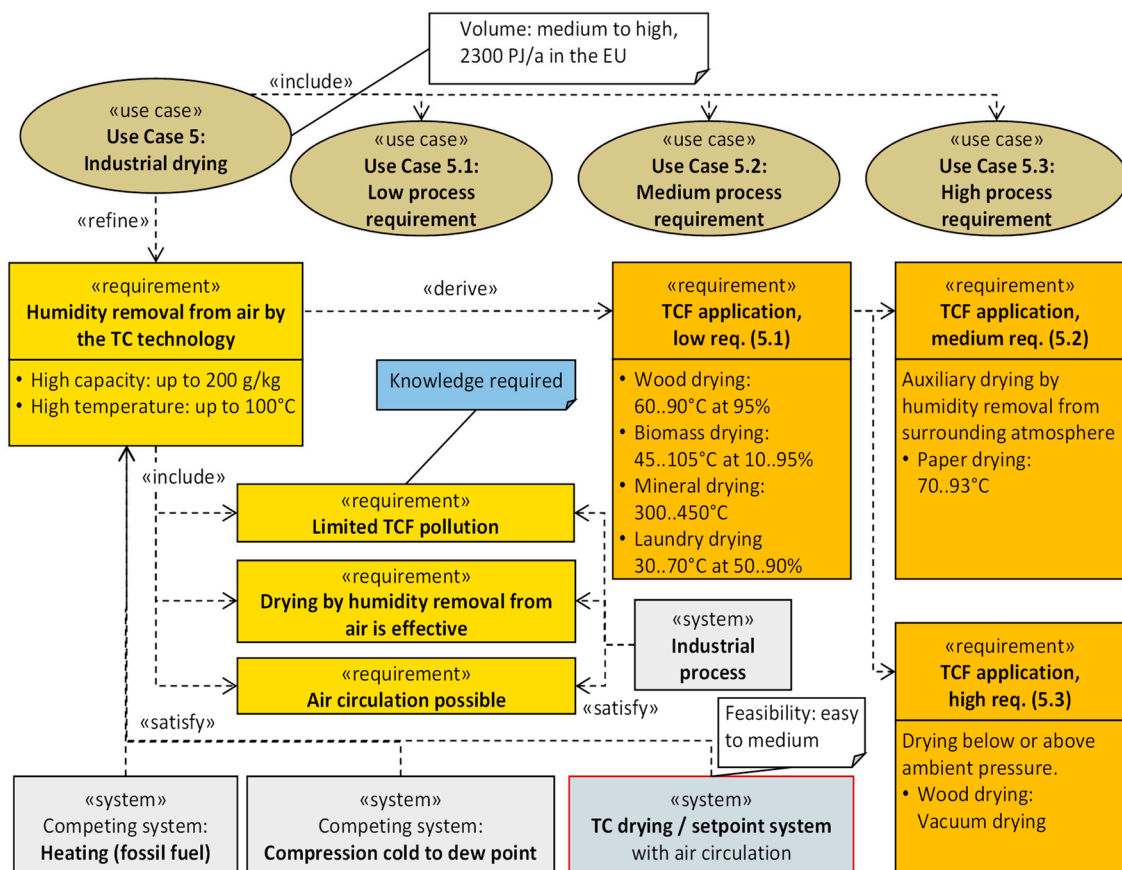 Volume: medium to high,
2300 PJ/a in the EU
«include»
«use case»
Use Case 5:
Industrial drying
«use case»
Use Case 5.1:
Low process
requirement
«use case»
Use Case 5.2:
Medium process
requirement
«use case»
Use Case 5.3:
High process
requirement
«refine»
«requirement»
Humidity removal from air by
the TC technology
• High capacity: up to 200 g/kg
• High temperature: up to 100°C
«derive»
«requirement»
TCF application,
low req. (5.1)
• Wood drying:
60..90°C at 95%
• Biomass drying:
45..105°C at 10..95%
• Mineral drying:
300..450°C
• Laundry drying
30..70°C at 50..90%
«requirement»
TCF application,
medium req. (5.2)
Auxiliary drying by
humidity removal from
surrounding atmosphere
• Paper drying:
70..93°C
Knowledge required
«include»
«requirement»
Limited TCF pollution
«requirement»
Drying by humidity removal from
air is effective
«requirement»
Air circulation possible
«system»
Industrial
process
«satisfy»
«satisfy»
«requirement»
TCF application,
high req. (5.3)
Drying below or above
ambient pressure.
• Wood drying:
Vacuum drying
Feasibility: easy
to medium
«system»
Competing system:
Heating (fossil fuel)
«system»
Competing system:
Compression cold to dew point
«system»
TC drying / setpoint system
with air circulation